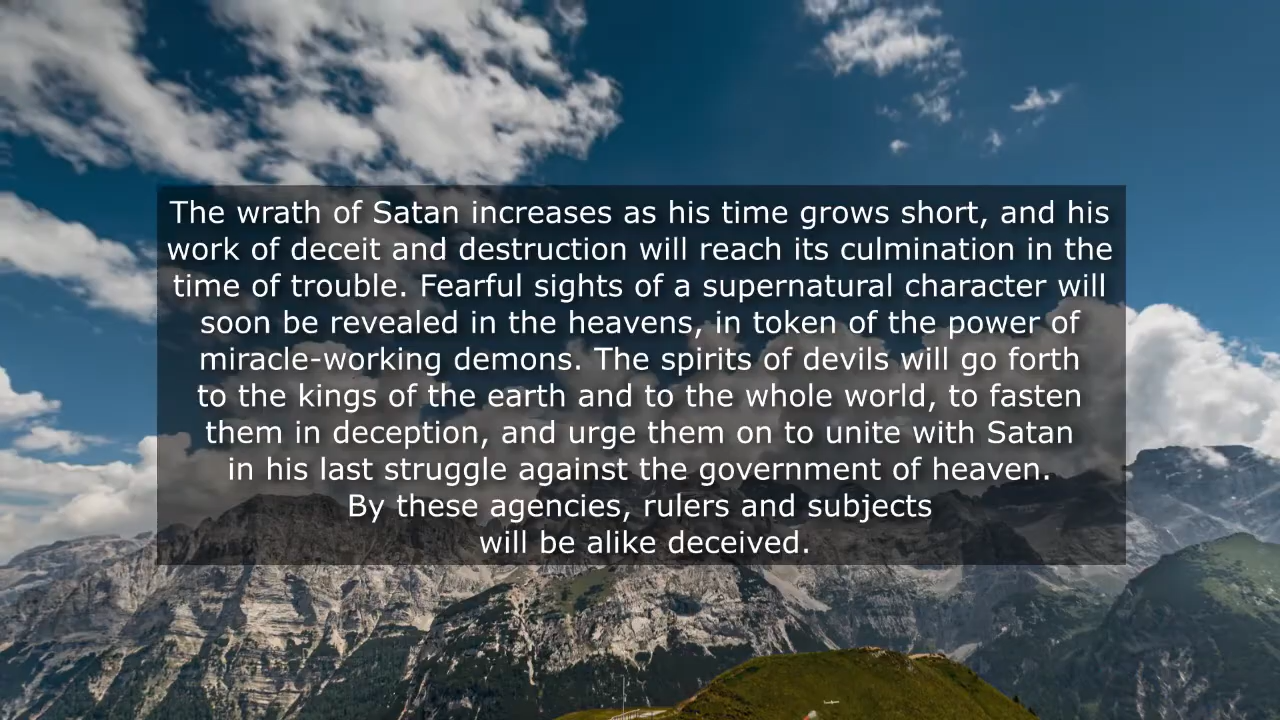 The wrath of Satan increases as his time grows short, and his
work of deceit and destruction will reach its culmination in the
time of trouble. Fearful sights of a supernatural character will
soon be revealed in the heavens, in token of the power of
miracle-working demons. The spirits of devils will go forth
to the kings of the earth and to the whole world, to fasten
them in deception, and urge them on to unite with Satan
in his last struggle against the government of heaven.
By these agencies, rulers and subjects
will be alike deceived.